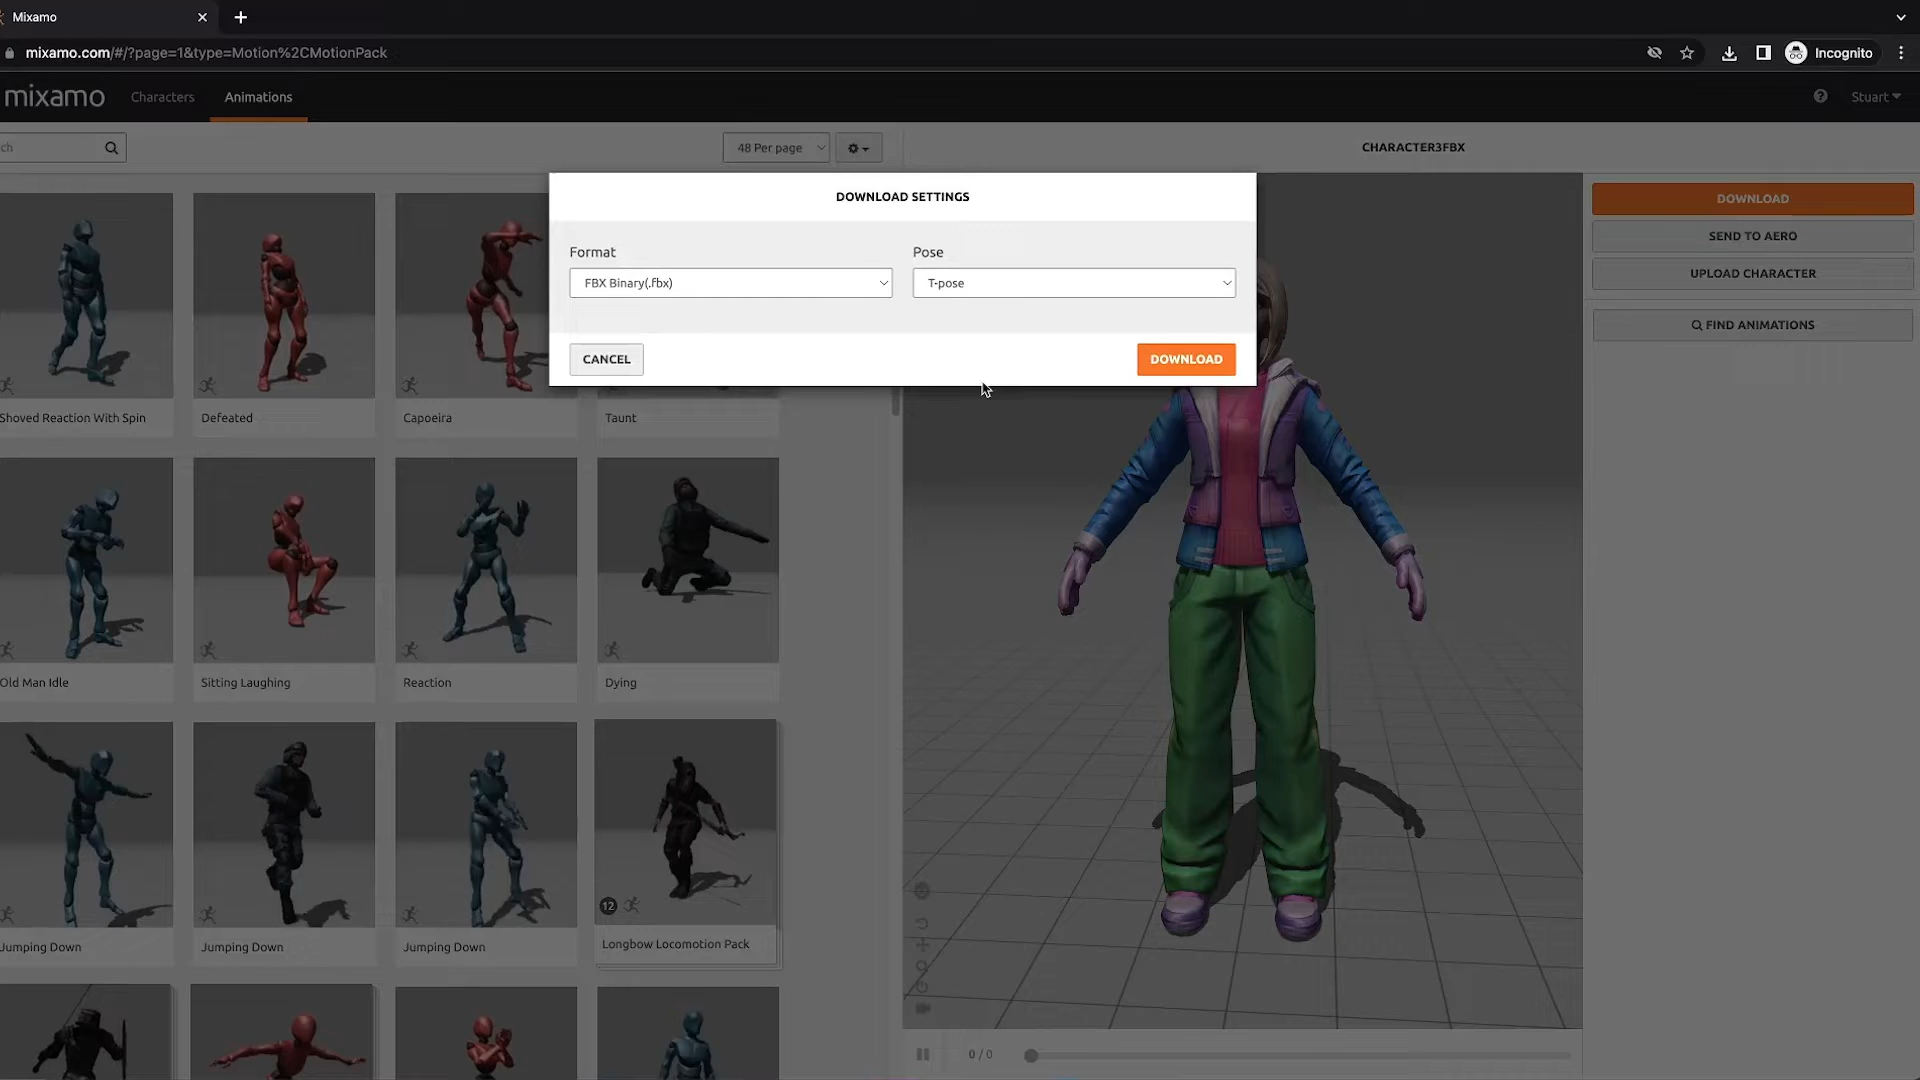 Mixamo
mixamo.com/#/?page=1&type=Motion%2CMotionPack
Incognito
mixamo
Characters
Animations
Stuart
ch
48 Per page
CHARACTER3FBX
DOWNLOAD SETTINGS
Format
Pose
FBX Binary(.fbx)
T-pose
CANCEL
DOWNLOAD
DOWNLOAD
SEND TO AERO
UPLOAD CHARACTER
FIND ANIMATIONS
Shoved Reaction With Spin
Defeated
Capoeira
Taunt
Old Man Idle
Sitting Laughing
Reaction
Dying
12
Jumping Down
Jumping Down
Jumping Down
Longbow Locomotion Pack
0 / 0